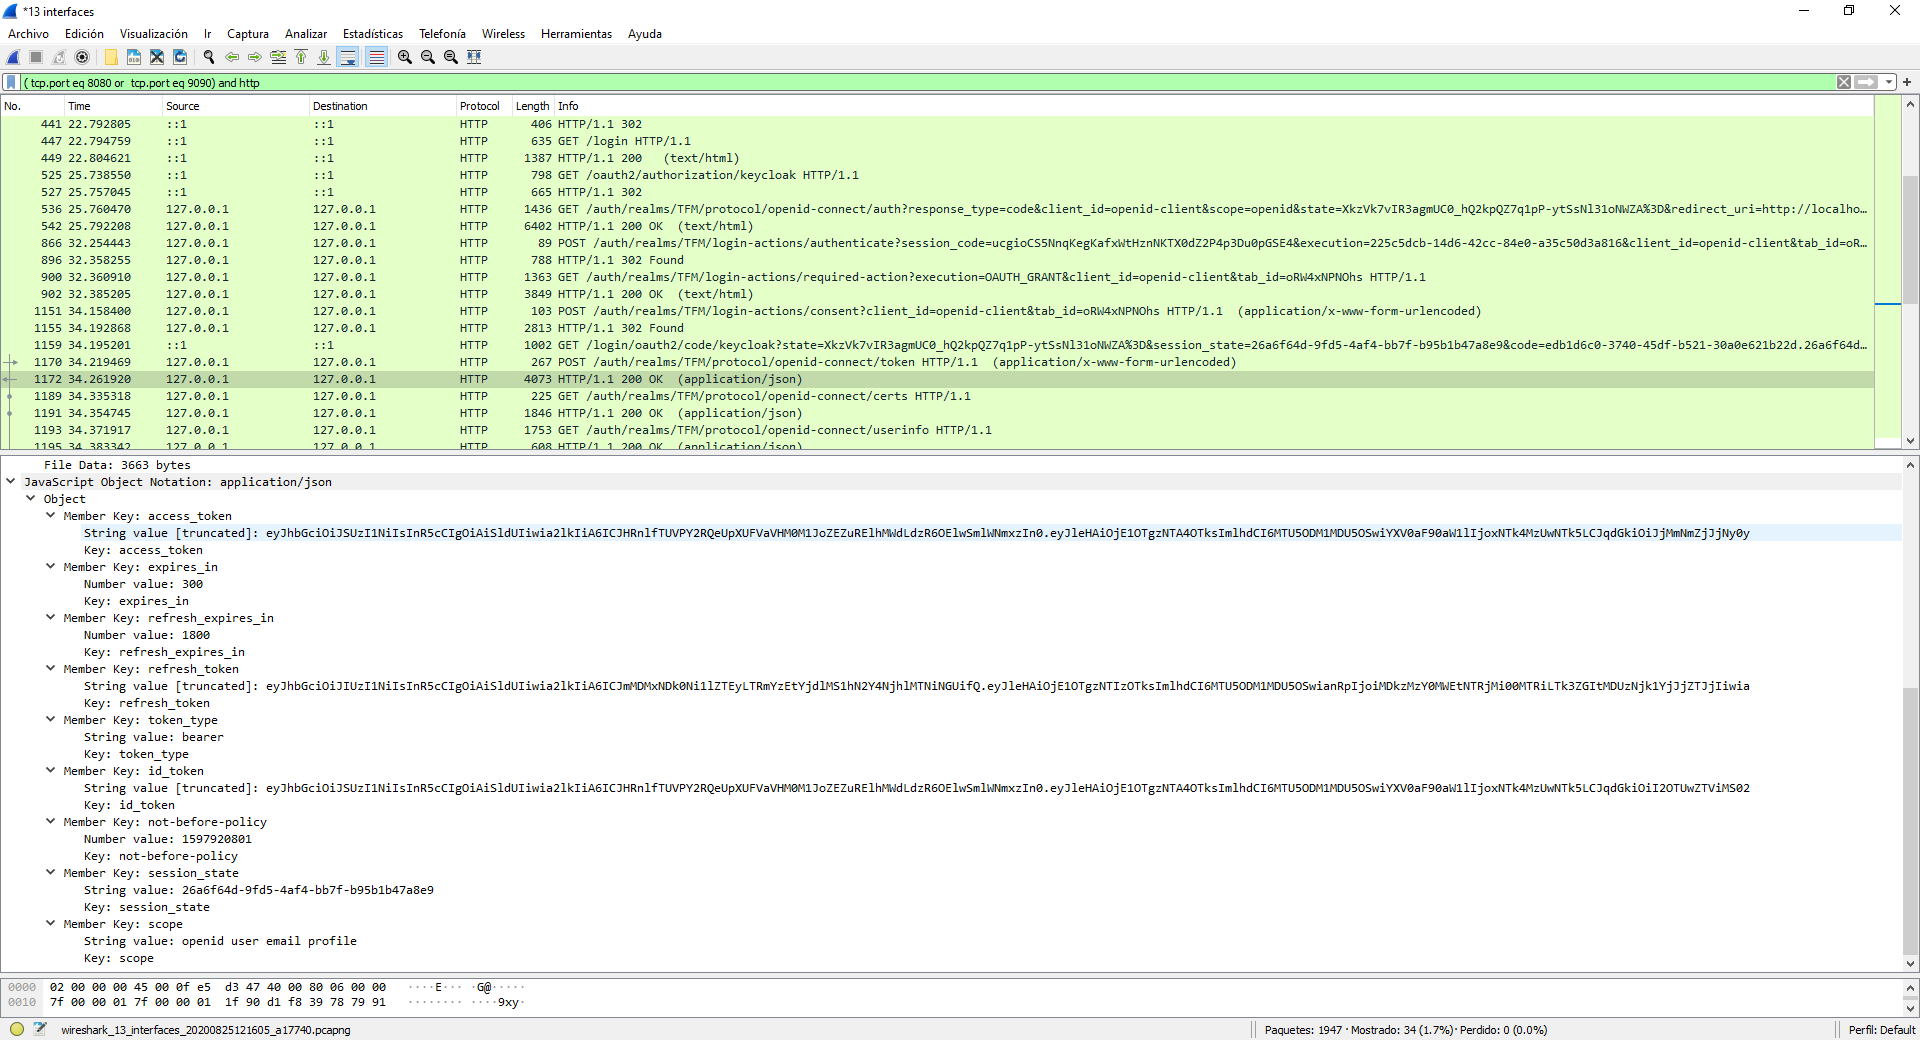 *13 interfaces
Archivo Edición Visualización Ir Captura Analizar Estadísticas Telefonía Wireless Herramientas Ayuda
( tcp.port eq 8080 or  tcp.port eq 9090) and http
No. Time Source Destination Protocol Length Info
441 22.792805 ::1 ::1 HTTP 406 HTTP/1.1 302
447 22.794759 ::1 ::1 HTTP 635 GET /login HTTP/1.1
449 22.804621 ::1 ::1 HTTP 1387 HTTP/1.1 200   (text/html)
525 25.738550 ::1 ::1 HTTP 798 GET /oauth2/authorization/keycloak HTTP/1.1
527 25.757045 ::1 ::1 HTTP 665 HTTP/1.1 302
536 25.760470 127.0.0.1 127.0.0.1 HTTP 1436 GET /auth/realms/TFM/protocol/openid-connect/auth?response_type=code&client_id=openid-client&scope=openid&state=XkzVk7vIR3agmUC0_hQ2kpQZ7q1pP-ytSsNl31oNWZA%3D&redirect_uri=http://localho…
542 25.792208 127.0.0.1 127.0.0.1 HTTP 6402 HTTP/1.1 200 OK  (text/html)
866 32.254443 127.0.0.1 127.0.0.1 HTTP 89 POST /auth/realms/TFM/login-actions/authenticate?session_code=ucgioCS5NnqKegKafxWtHznNKTX0dZ2P4p3Du0pGSE4&execution=225c5dcb-14d6-42cc-84e0-a35c50d3a816&client_id=openid-client&tab_id=oR…
896 32.358255 127.0.0.1 127.0.0.1 HTTP 788 HTTP/1.1 302 Found
900 32.360910 127.0.0.1 127.0.0.1 HTTP 1363 GET /auth/realms/TFM/login-actions/required-action?execution=OAUTH_GRANT&client_id=openid-client&tab_id=oRW4xNPNOhs HTTP/1.1
902 32.385205 127.0.0.1 127.0.0.1 HTTP 3849 HTTP/1.1 200 OK  (text/html)
1151 34.158400 127.0.0.1 127.0.0.1 HTTP 103 POST /auth/realms/TFM/login-actions/consent?client_id=openid-client&tab_id=oRW4xNPNOhs HTTP/1.1  (application/x-www-form-urlencoded)
1155 34.192868 127.0.0.1 127.0.0.1 HTTP 2813 HTTP/1.1 302 Found
1159 34.195201 ::1 ::1 HTTP 1002 GET /login/oauth2/code/keycloak?state=XkzVk7vIR3agmUC0_hQ2kpQZ7q1pP-ytSsNl31oNWZA%3D&session_state=26a6f64d-9fd5-4af4-bb7f-b95b1b47a8e9&code=edb1d6c0-3740-45df-b521-30a0e621b22d.26a6f64d…
1170 34.219469 127.0.0.1 127.0.0.1 HTTP 267 POST /auth/realms/TFM/protocol/openid-connect/token HTTP/1.1  (application/x-www-form-urlencoded)
1172 34.261920 127.0.0.1 127.0.0.1 HTTP 4073 HTTP/1.1 200 OK  (application/json)
1189 34.335318 127.0.0.1 127.0.0.1 HTTP 225 GET /auth/realms/TFM/protocol/openid-connect/certs HTTP/1.1
1191 34.354745 127.0.0.1 127.0.0.1 HTTP 1846 HTTP/1.1 200 OK  (application/json)
1193 34.371917 127.0.0.1 127.0.0.1 HTTP 1753 GET /auth/realms/TFM/protocol/openid-connect/userinfo HTTP/1.1
1195 34.383342 127.0.0.1 127.0.0.1 HTTP 608 HTTP/1.1 200 OK  (application/json)
File Data: 3663 bytes
JavaScript Object Notation: application/json
Object
Member Key: access_token
String value [truncated]: eyJhbGciOiJSUzI1NiIsInR5cCIgOiAiSldUIiwia2lkIiA6ICJHRnlfTUVPY2RQeUpXUFVaVHM0M1JoZEZuRElhMWdLdzR6OElwSmlWNmxzIn0.eyJleHAiOjE1OTgzNTA4OTksImlhdCI6MTU5ODM1MDU5OSwiYXV0aF90aW1lIjoxNTk4MzUwNTk5LCJqdGkiOiJjMmNmZjJjNy0y
Key: access_token
Member Key: expires_in
Number value: 300
Key: expires_in
Member Key: refresh_expires_in
Number value: 1800
Key: refresh_expires_in
Member Key: refresh_token
String value [truncated]: eyJhbGciOiJIUzI1NiIsInR5cCIgOiAiSldUIiwia2lkIiA6ICJmMDMxNDk0Ni1lZTEyLTRmYzEtYjdlMS1hN2Y4NjhlMTNiNGUifQ.eyJleHAiOjE1OTgzNTIzOTksImlhdCI6MTU5ODM1MDU5OSwianRpIjoiMDkzMzY0MWEtNTRjMi00MTRiLTk3ZGItMDUzNjk1YjJjZTJjIiwia
Key: refresh_token
Member Key: token_type
String value: bearer
Key: token_type
Member Key: id_token
String value [truncated]: eyJhbGciOiJSUzI1NiIsInR5cCIgOiAiSldUIiwia2lkIiA6ICJHRnlfTUVPY2RQeUpXUFVaVHM0M1JoZEZuRElhMWdLdzR6OElwSmlWNmxzIn0.eyJleHAiOjE1OTgzNTA4OTksImlhdCI6MTU5ODM1MDU5OSwiYXV0aF90aW1lIjoxNTk4MzUwNTk5LCJqdGkiOiI2OTUwZTViMS02
Key: id_token
Member Key: not-before-policy
Number value: 1597920801
Key: not-before-policy
Member Key: session_state
String value: 26a6f64d-9fd5-4af4-bb7f-b95b1b47a8e9
Key: session_state
Member Key: scope
String value: openid user email profile
Key: scope
0000 02 00 00 00 45 00 0f e5  d3 47 40 00 80 06 00 00 ····E··· ·G@·····
0010 7f 00 00 01 7f 00 00 01  1f 90 d1 f8 39 78 79 91 ········ ····9xy·
wireshark_13_interfaces_20200825121605_a17740.pcapng Paquetes: 1947 · Mostrado: 34 (1.7%) · Perdido: 0 (0.0%) Perfil: Default